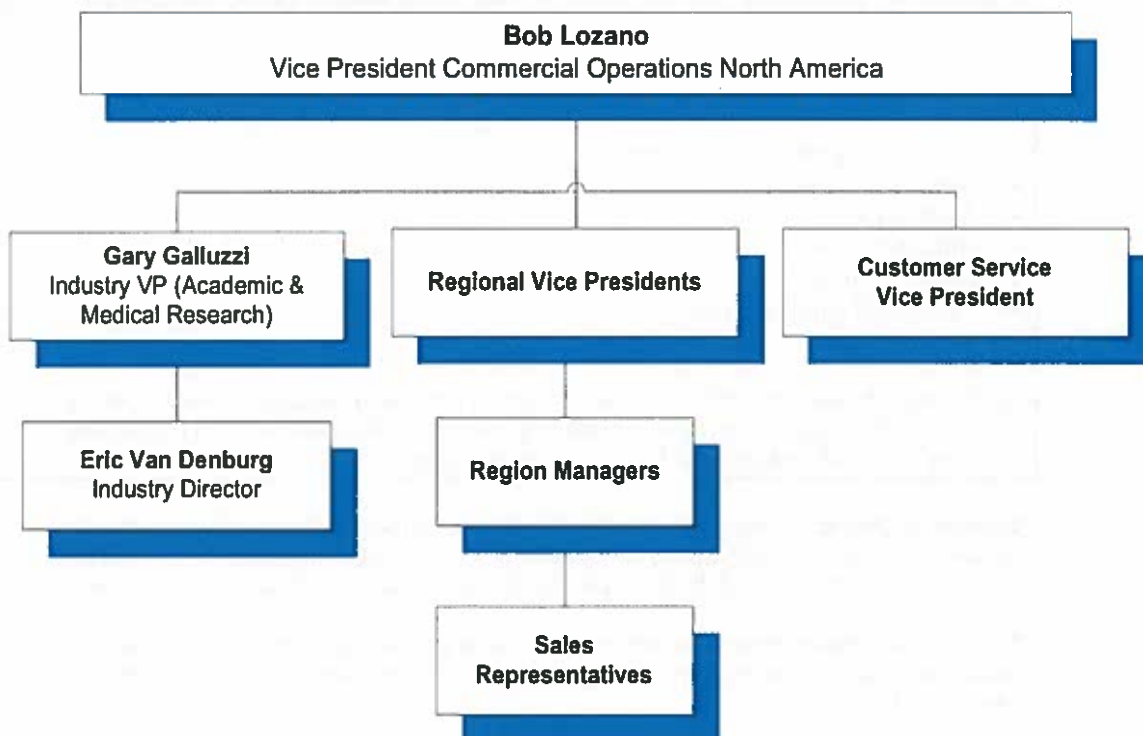 Bob Lozano
Vice President Commercial Operations North America
Gary Galluzzi
Industry VP (Academic &
Medical Research)
Regional Vice Presidents
Customer Service
Vice President
Eric Van Denburg
Industry Director
Region Managers
Sales
Representatives